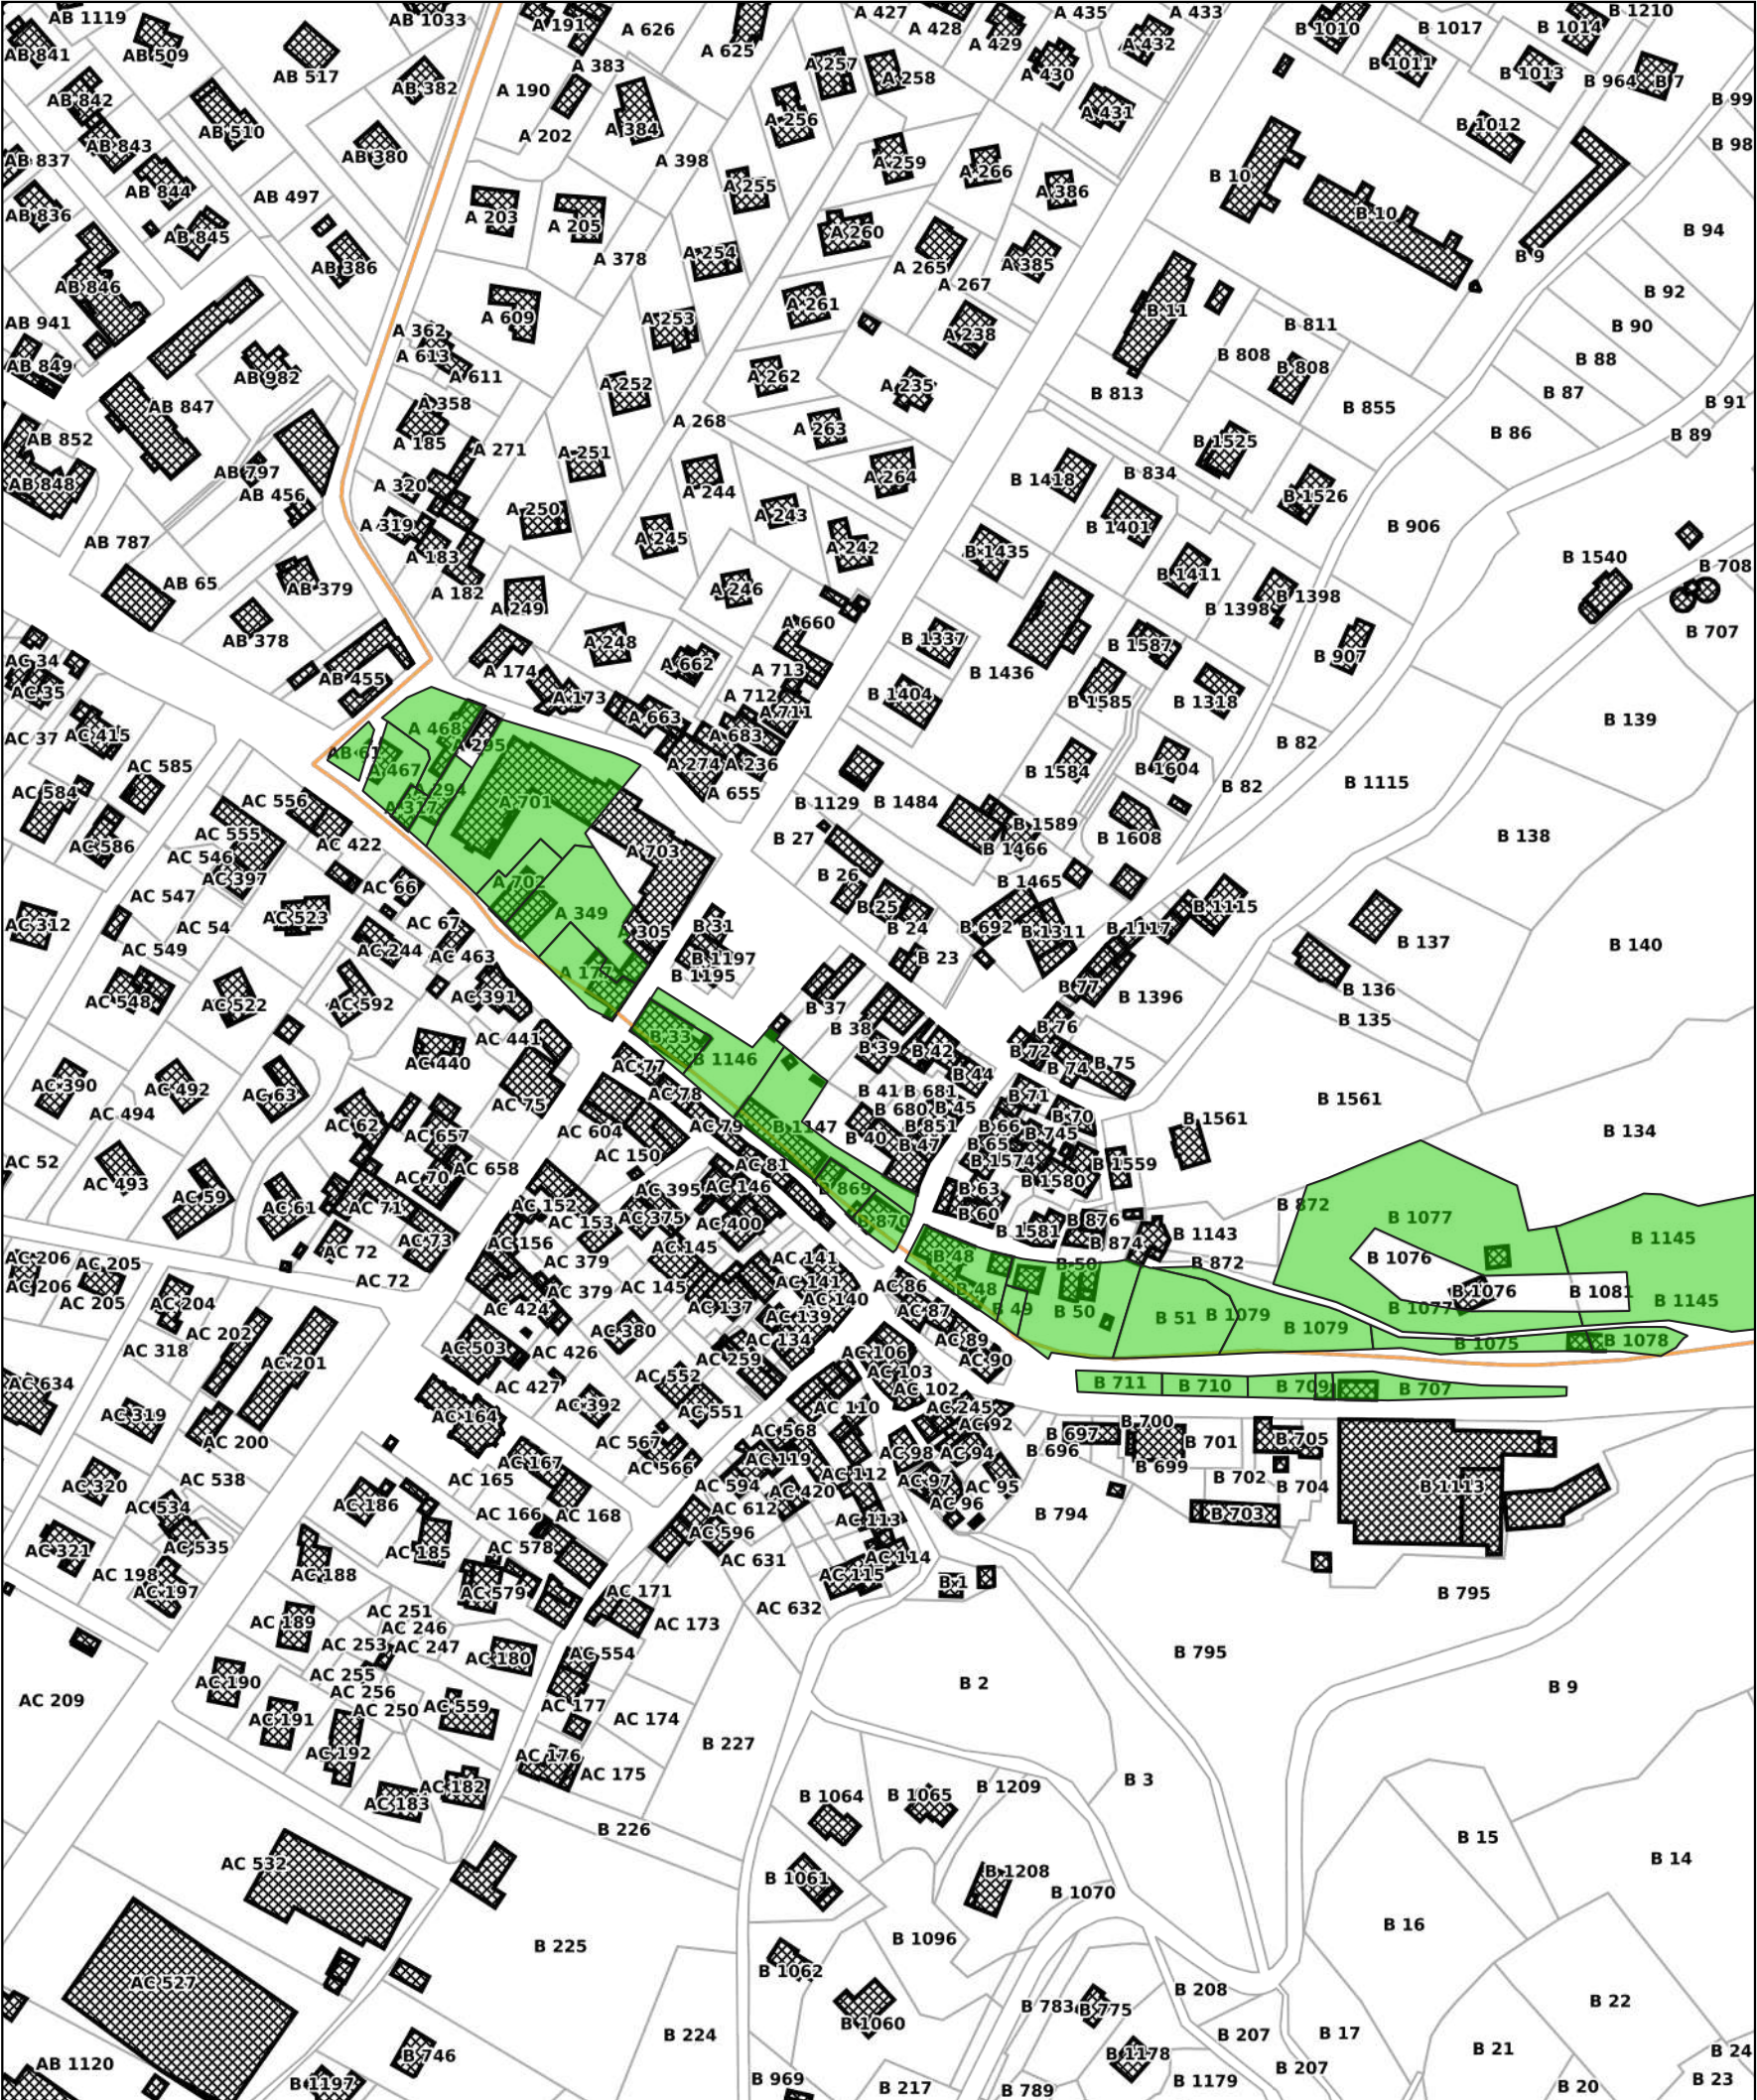 AB 1119
AB 1033
A 191
A 626
A 625
A 427
A 428
A 435
A 429
A 433
A 432
B 1010
B 1017
B 1014
B 1210
AB 841
AB 509
AB 517
AB 382
A 383
A 190
A 257
A 258
A 430
A 431
B 1011
B 1013
B 964
B 7
B 99
AB 842
AB 510
AB 843
AB 380
A 202
A 384
A 256
A 398
A 259
A 266
B 1012
B 98
AB 837
AB 844
AB 497
AB 836
AB 845
AB 386
A 203
A 205
A 255
A 386
B 10
B 10
B 94
A 378
A 254
A 260
A 265
A 385
A 267
B 9
B 92
AB 846
AB 941
A 609
A 253
A 261
A 238
B 11
B 811
B 90
AB 849
AB 982
A 362
A 613
A 611
A 252
A 262
A 235
B 808
B 808
B 88
AB 847
A 358
A 185
A 268
A 263
B 813
B 855
B 87
B 91
AB 852
A 271
A 251
B 1525
B 86
B 89
AB 848
AB 797
AB 456
A 320
A 250
A 244
A 264
B 1418
B 834
B 1526
AB 787
A 319
A 183
A 245
A 243
A 242
B 1435
B 1401
B 906
B 1540
B 708
AB 65
AB 379
A 182
A 249
A 246
B 1411
B 1398
B 1398
B 707
AB 378
A 174
A 248
A 662
A 660
A 713
B 1337
B 1436
B 1587
B 907
AC 34
AC 35
AB 455
A 173
A 663
A 712
A 711
B 1404
B 1585
B 1318
B 139
AC 37
AC 415
AB 61
A 468
A 295
A 683
A 236
A 274
B 82
AC 585
A 467
A 655
B 1584
B 1604
B 82
B 1115
AC 584
AC 556
A 317
A 294
A 701
B 1129
B 1484
B 1589
B 1608
B 138
AC 586
AC 555
AC 422
B 27
B 1466
AC 546
AC 397
A 703
AC 547
AC 66
A 702
B 26
B 1465
AC 312
AC 54
AC 523
AC 67
A 349
A 305
B 31
B 25
B 24
B 692
B 1311
B 1117
B 1115
B 137
B 140
AC 549
AC 244
AC 463
A 177
B 1197
B 1195
B 23
AC 548
AC 522
AC 592
AC 391
B 37
B 77
B 1396
B 136
B 135
AC 441
B 33
B 1146
B 38
B 39
B 42
B 76
B 72
B 74
B 75
AC 440
AC 77
B 44
AC 390
AC 492
AC 63
AC 78
B 41
B 681
B 71
B 1561
AC 494
AC 75
B 680
B 45
B 70
B 1561
B 134
AC 62
AC 657
AC 604
AC 79
B 1147
B 40
B 851
B 47
B 66
B 65
B 745
AC 52
AC 493
AC 658
AC 70
AC 150
AC 81
B 869
B 1574
B 1580
B 1559
AC 59
AC 61
AC 71
AC 152
AC 395
AC 146
B 870
B 63
B 60
B 872
B 1077
AC 153
AC 375
AC 400
B 1581
B 876
B 874
B 1143
B 872
B 1145
AC 206
AC 205
AC 72
AC 73
AC 156
AC 145
AC 141
B 48
B 50
B 1076
AC 206
AC 205
AC 72
AC 379
AC 379
AC 145
AC 141
AC 86
B 48
B 1076
B 1081
AC 204
AC 424
AC 137
AC 140
AC 87
B 49
B 50
B 51
B 1079
B 1077
B 1145
AC 202
AC 318
AC 380
AC 139
AC 134
AC 89
B 1079
B 1075
B 1078
AC 201
AC 503
AC 426
AC 259
AC 106
AC 90
AC 634
AC 427
AC 552
AC 103
AC 102
B 711
B 710
B 709
B 707
AC 319
AC 164
AC 392
AC 551
AC 110
AC 245
AC 92
B 700
AC 200
AC 567
AC 568
B 697
B 696
B 701
B 705
AC 320
AC 538
AC 167
AC 165
AC 566
AC 119
AC 98
AC 94
B 699
B 702
B 704
B 1113
AC 534
AC 186
AC 166
AC 168
AC 594
AC 112
AC 97
AC 95
AC 420
AC 612
AC 96
B 794
B 703
AC 321
AC 535
AC 185
AC 578
AC 596
AC 113
AC 198
AC 197
AC 188
AC 579
AC 631
AC 114
AC 115
B 1
B 795
AC 251
AC 171
AC 189
AC 246
AC 173
AC 632
AC 253
AC 247
AC 180
AC 554
B 795
AC 209
AC 190
AC 255
AC 256
AC 250
AC 559
AC 177
AC 174
B 2
B 9
AC 191
AC 192
AC 176
AC 175
B 227
B 3
AC 183
AC 182
B 226
B 1064
B 1065
B 1209
B 15
B 14
AC 532
B 1061
B 1208
B 1070
B 16
B 225
B 1096
AC 527
B 1062
B 208
B 22
B 224
B 1060
B 783
B 775
B 207
B 17
B 21
B 24
AB 1120
B 746
B 1197
B 969
B 217
B 789
B 1178
B 1179
B 207
B 20
B 23